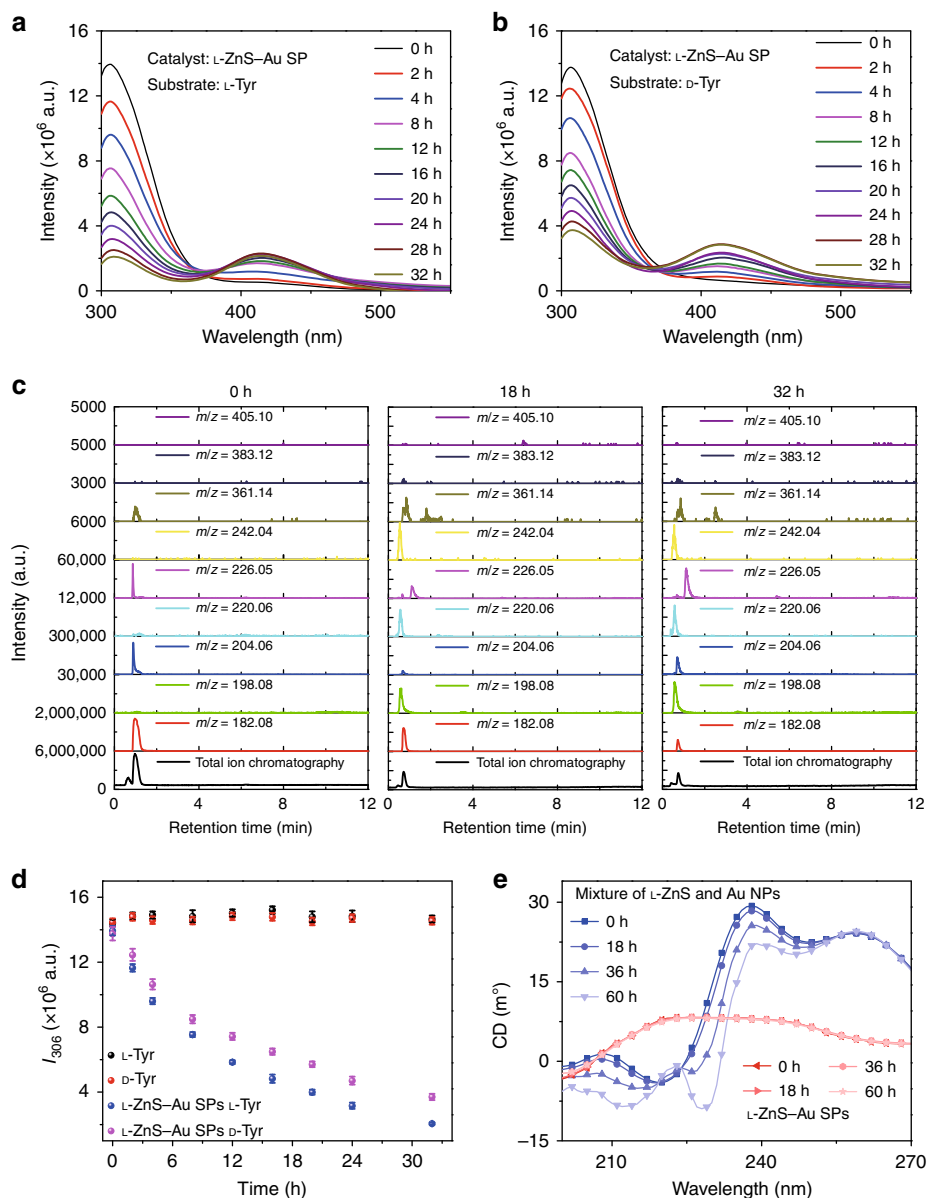 a
Intensity (×10⁶ a.u.)
16
12
8
4
0
Catalyst: L-ZnS–Au SP
Substrate: L-Tyr
0 h
2 h
4 h
8 h
12 h
16 h
20 h
24 h
28 h
32 h
300
400
500
Wavelength (nm)
b
Intensity (×10⁶ a.u.)
16
12
8
4
0
Catalyst: L-ZnS–Au SP
Substrate: D-Tyr
0 h
2 h
4 h
8 h
12 h
16 h
20 h
24 h
28 h
32 h
300
400
500
Wavelength (nm)
c
Intensity (a.u.)
5000
5000
3000
6000
60,000
12,000
300,000
30,000
2,000,000
6,000,000
0
0 h
m/z = 405.10
m/z = 383.12
m/z = 361.14
m/z = 242.04
m/z = 226.05
m/z = 220.06
m/z = 204.06
m/z = 198.08
m/z = 182.08
Total ion chromatography
0 4 8 12
Retention time (min)
18 h
m/z = 405.10
m/z = 383.12
m/z = 361.14
m/z = 242.04
m/z = 226.05
m/z = 220.06
m/z = 204.06
m/z = 198.08
m/z = 182.08
Total ion chromatography
0 4 8 12
Retention time (min)
32 h
m/z = 405.10
m/z = 383.12
m/z = 361.14
m/z = 242.04
m/z = 226.05
m/z = 220.06
m/z = 204.06
m/z = 198.08
m/z = 182.08
Total ion chromatography
0 4 8 12
Retention time (min)
d
I₃₀₆ (×10⁶ a.u.)
16
12
8
4
L-Tyr
D-Tyr
L-ZnS–Au SPs L-Tyr
L-ZnS–Au SPs D-Tyr
0 6 12 18 24 30
Time (h)
e
CD (m°)
30
15
0
−15
Mixture of L-ZnS and Au NPs
0 h
18 h
36 h
60 h
0 h 36 h
18 h 60 h
L-ZnS–Au SPs
210 240 270
Wavelength (nm)